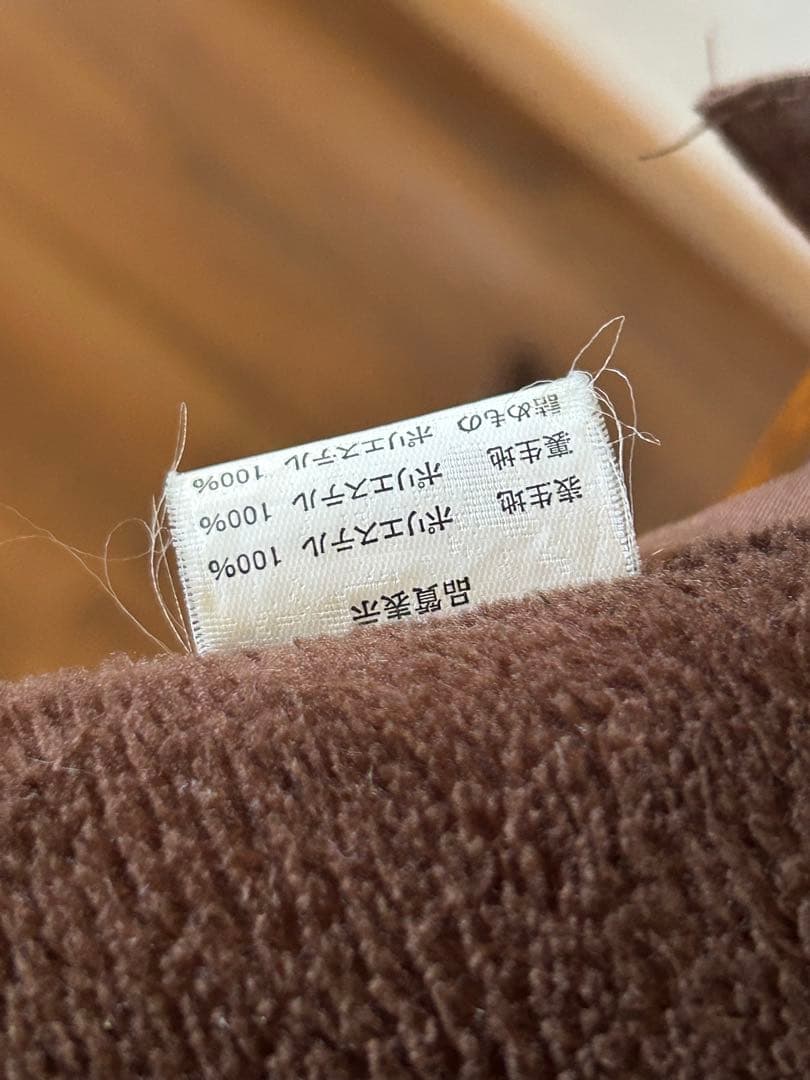 品質表示
表生地 ポリエステル 100%
裏生地 ポリエステル 100%
詰めもの ポリエステル 100%